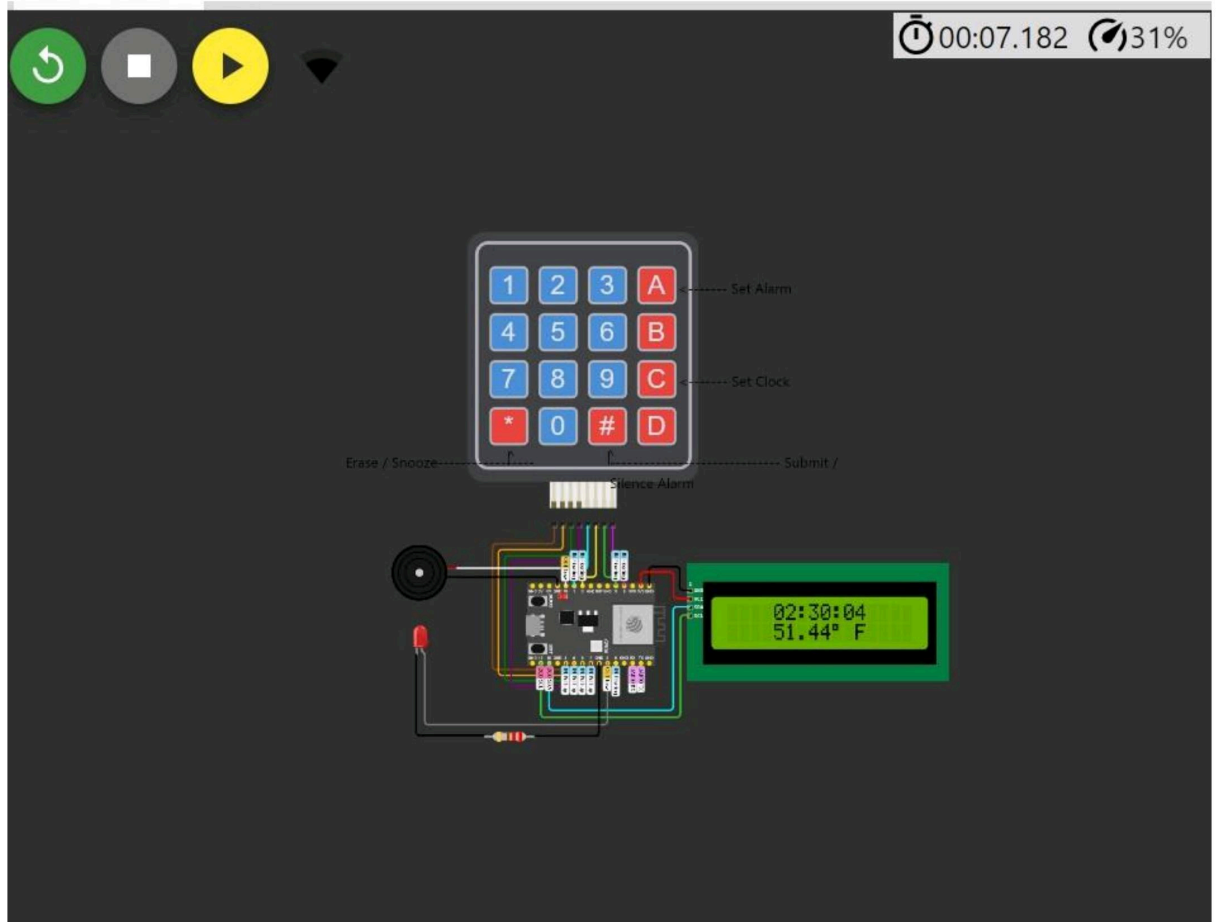 00:07.182 31%
1 2 3 A
Set Alarm
4 5 6 B
7 8 9 C
Set Clock
* 0 # D
Erase / Snooze
Submit /
Silence Alarm
02:30:04
51.44° F